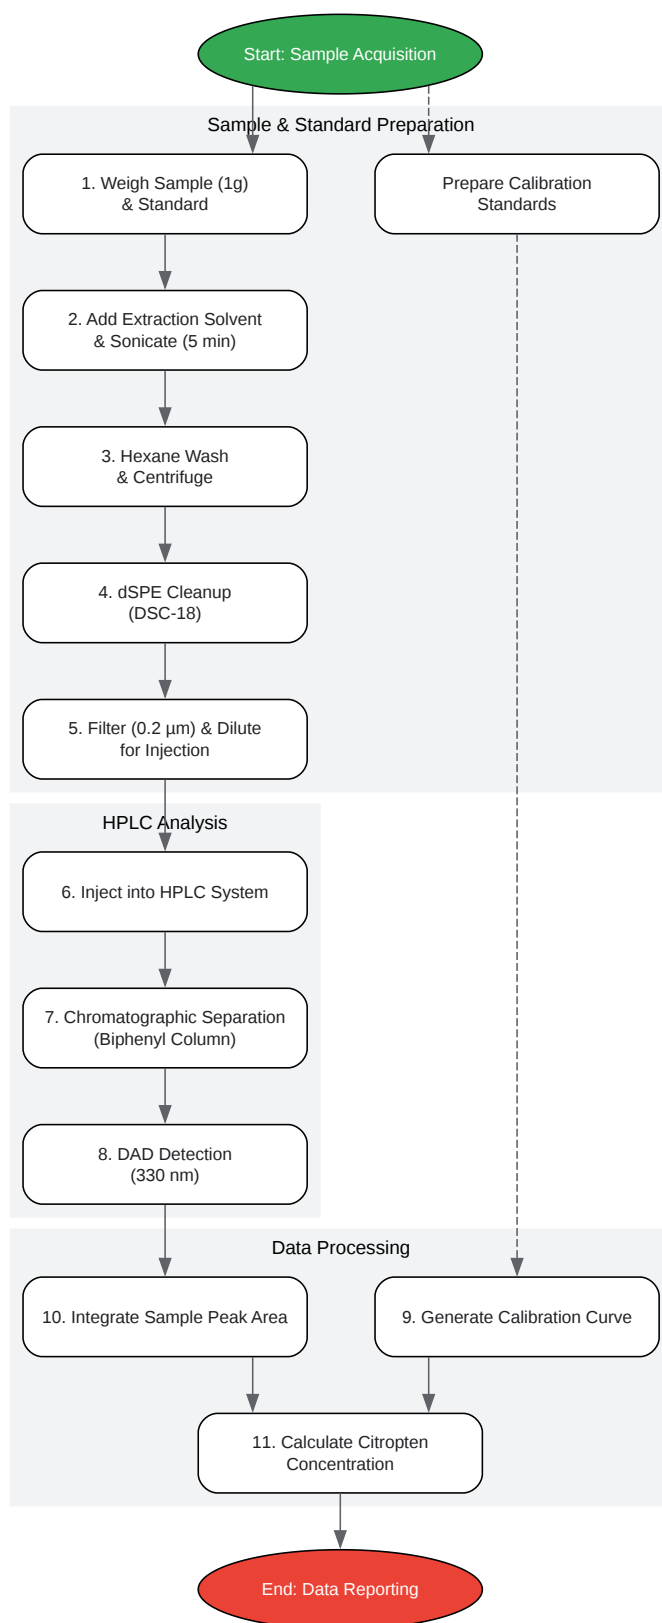 Start: Sample Acquisition
Sample & Standard Preparation
1. Weigh Sample (1g)
& Standard
Prepare Calibration
Standards
2. Add Extraction Solvent
& Sonicate (5 min)
3. Hexane Wash
& Centrifuge
4. dSPE Cleanup
(DSC-18)
5. Filter (0.2 µm) & Dilute
for Injection
HPLC Analysis
6. Inject into HPLC System
7. Chromatographic Separation
(Biphenyl Column)
8. DAD Detection
(330 nm)
Data Processing
10. Integrate Sample Peak Area
9. Generate Calibration Curve
11. Calculate Citropten
Concentration
End: Data Reporting